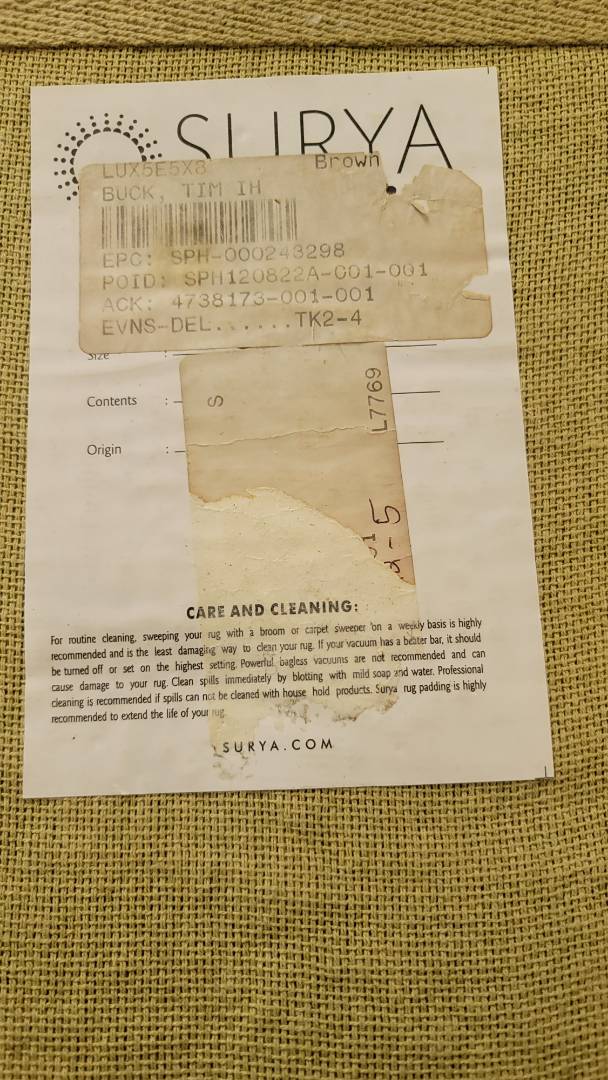 SURYA
LUX5E5X8 Brown
BUCK, TIM IH
EPC: SPH-000243298
POID: SPH120822A-C01-001
ACK: 4738173-001-001
EVNS-DEL......TK2-4
Size :
Contents : S L7769
Origin :
CARE AND CLEANING:
For routine cleaning, sweeping your rug with a broom or carpet sweeper on a weekly basis is highly
recommended and is the least damaging way to clean your rug. If your vacuum has a beater bar, it should
be turned off or set on the highest setting. Powerful bagless vacuums are not recommended and can
cause damage to your rug. Clean spills immediately by blotting with mild soap and water. Professional
cleaning is recommended if spills can not be cleaned with house hold products. Surya rug padding is highly
recommended to extend the life of your rug.
SURYA.COM